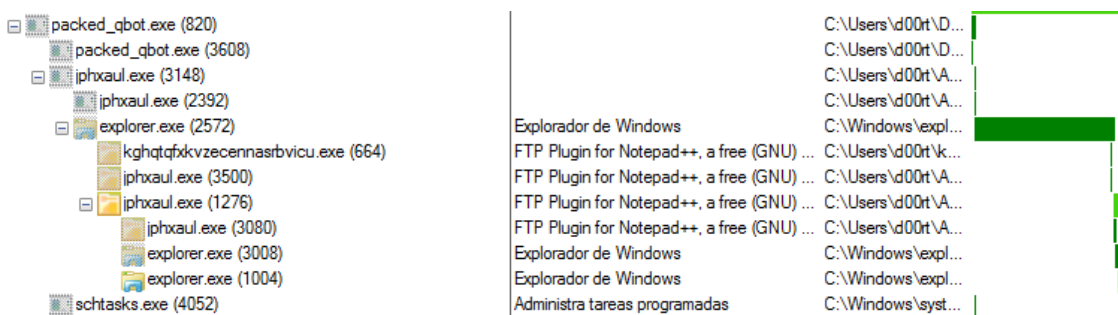 packed_qbot.exe (820) C:\Users\d00rt\D...
packed_qbot.exe (3608) C:\Users\d00rt\D...
jphxaul.exe (3148) C:\Users\d00rt\A...
jphxaul.exe (2392) C:\Users\d00rt\A...
explorer.exe (2572) Explorador de Windows C:\Windows\expl...
kghqtqfxkvzecennasrbvicu.exe (664) FTP Plugin for Notepad++, a free (GNU) ... C:\Users\d00rt\k...
jphxaul.exe (3500) FTP Plugin for Notepad++, a free (GNU) ... C:\Users\d00rt\A...
jphxaul.exe (1276) FTP Plugin for Notepad++, a free (GNU) ... C:\Users\d00rt\A...
jphxaul.exe (3080) FTP Plugin for Notepad++, a free (GNU) ... C:\Users\d00rt\A...
explorer.exe (3008) Explorador de Windows C:\Windows\expl...
explorer.exe (1004) Explorador de Windows C:\Windows\expl...
schtasks.exe (4052) Administra tareas programadas C:\Windows\syst...